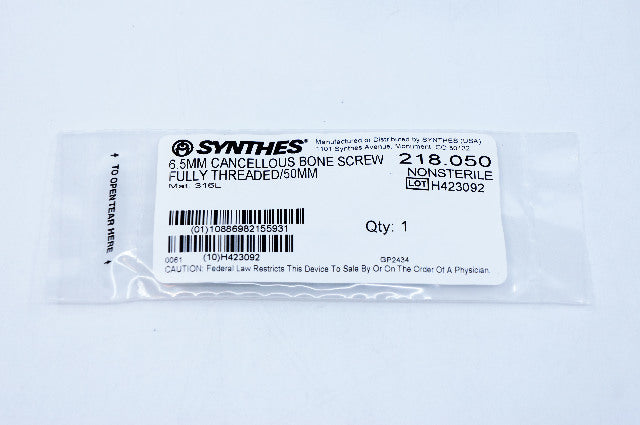 SYNTHES
Manufactured or Distributed by SYNTHES (USA)
1101 Synthes Avenue, Monument, CO 80132
6.5MM CANCELLOUS BONE SCREW
FULLY THREADED/50MM
Mat. 316L
218.050
NONSTERILE
LOT H423092
(01)10886982155931
Qty: 1
(10)H423092
0061
GP2434
CAUTION: Federal Law Restricts This Device To Sale By Or On The Order Of A Physician.
TO OPEN TEAR HERE